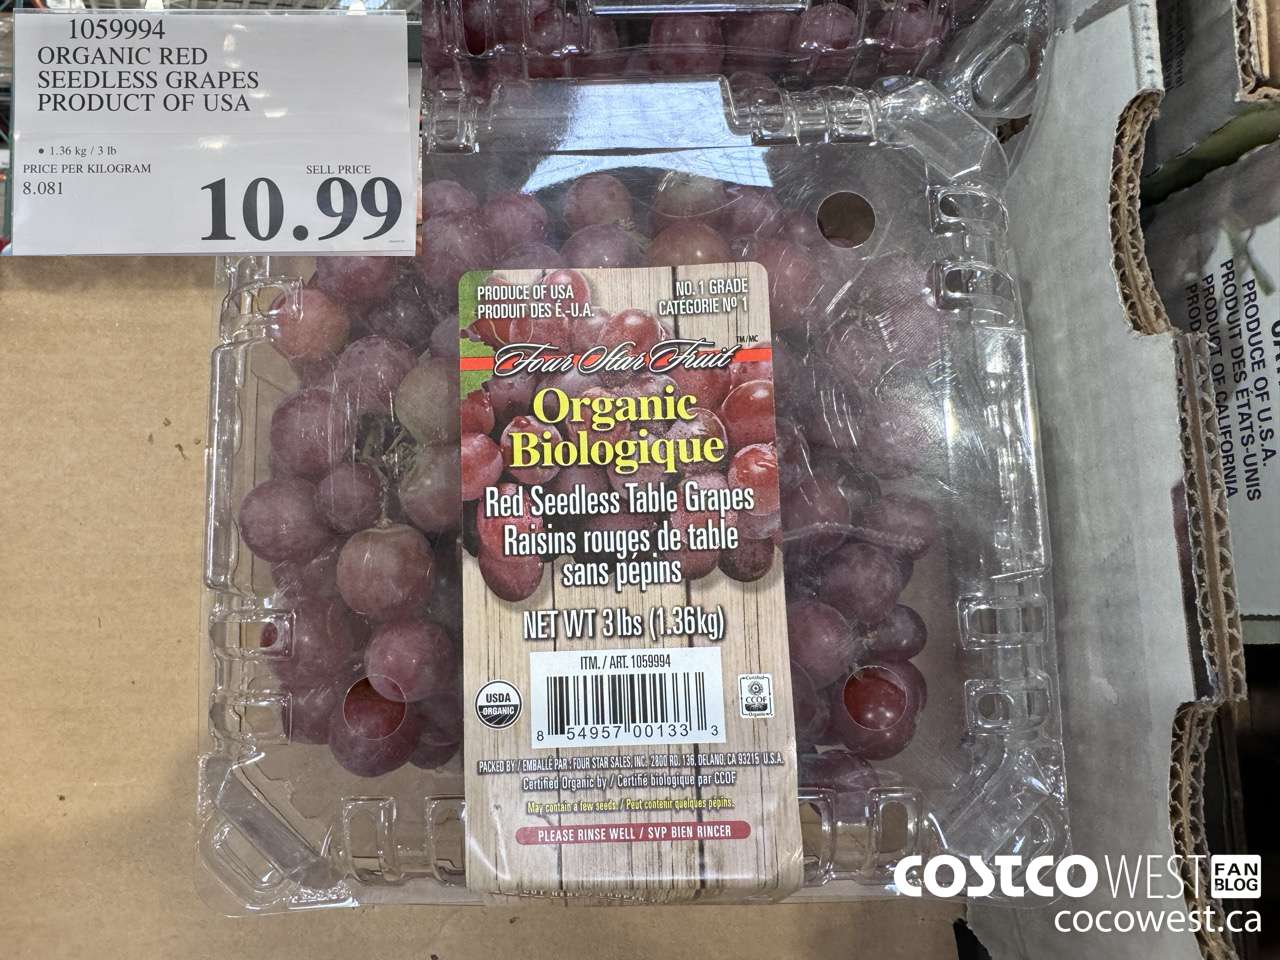 1059994
ORGANIC RED
SEEDLESS GRAPES
PRODUCT OF USA
• 1.36 kg / 3 lb
PRICE PER KILOGRAM
8.081
SELL PRICE
10.99
PRODUCE OF USA
PRODUIT DES É.-U.A.
NO. 1 GRADE
CATÉGORIE Nº 1
Four Star Fruit TM/MC
Organic
Biologique
Red Seedless Table Grapes
Raisins rouges de table
sans pépins
NET WT 3 lbs (1.36kg)
ITM. / ART. 1059994
8 54957 00133 3
USDA
ORGANIC
Certified
CCOF
Organic
PACKED BY / EMBALLÉ PAR : FOUR STAR SALES, INC. 2800 RD. 136, DELANO, CA 93215 U.S.A.
Certified Organic by / Certifié biologique par CCOF
May contain a few seeds. / Peut contenir quelques pépins.
PLEASE RINSE WELL / SVP BIEN RINCER
PRODUCE OF U.S.A.
PRODUIT DES ÉTATS-UNIS
PRODUCT OF CALIFORNIA
COSTCO WEST FAN BLOG
cocowest.ca